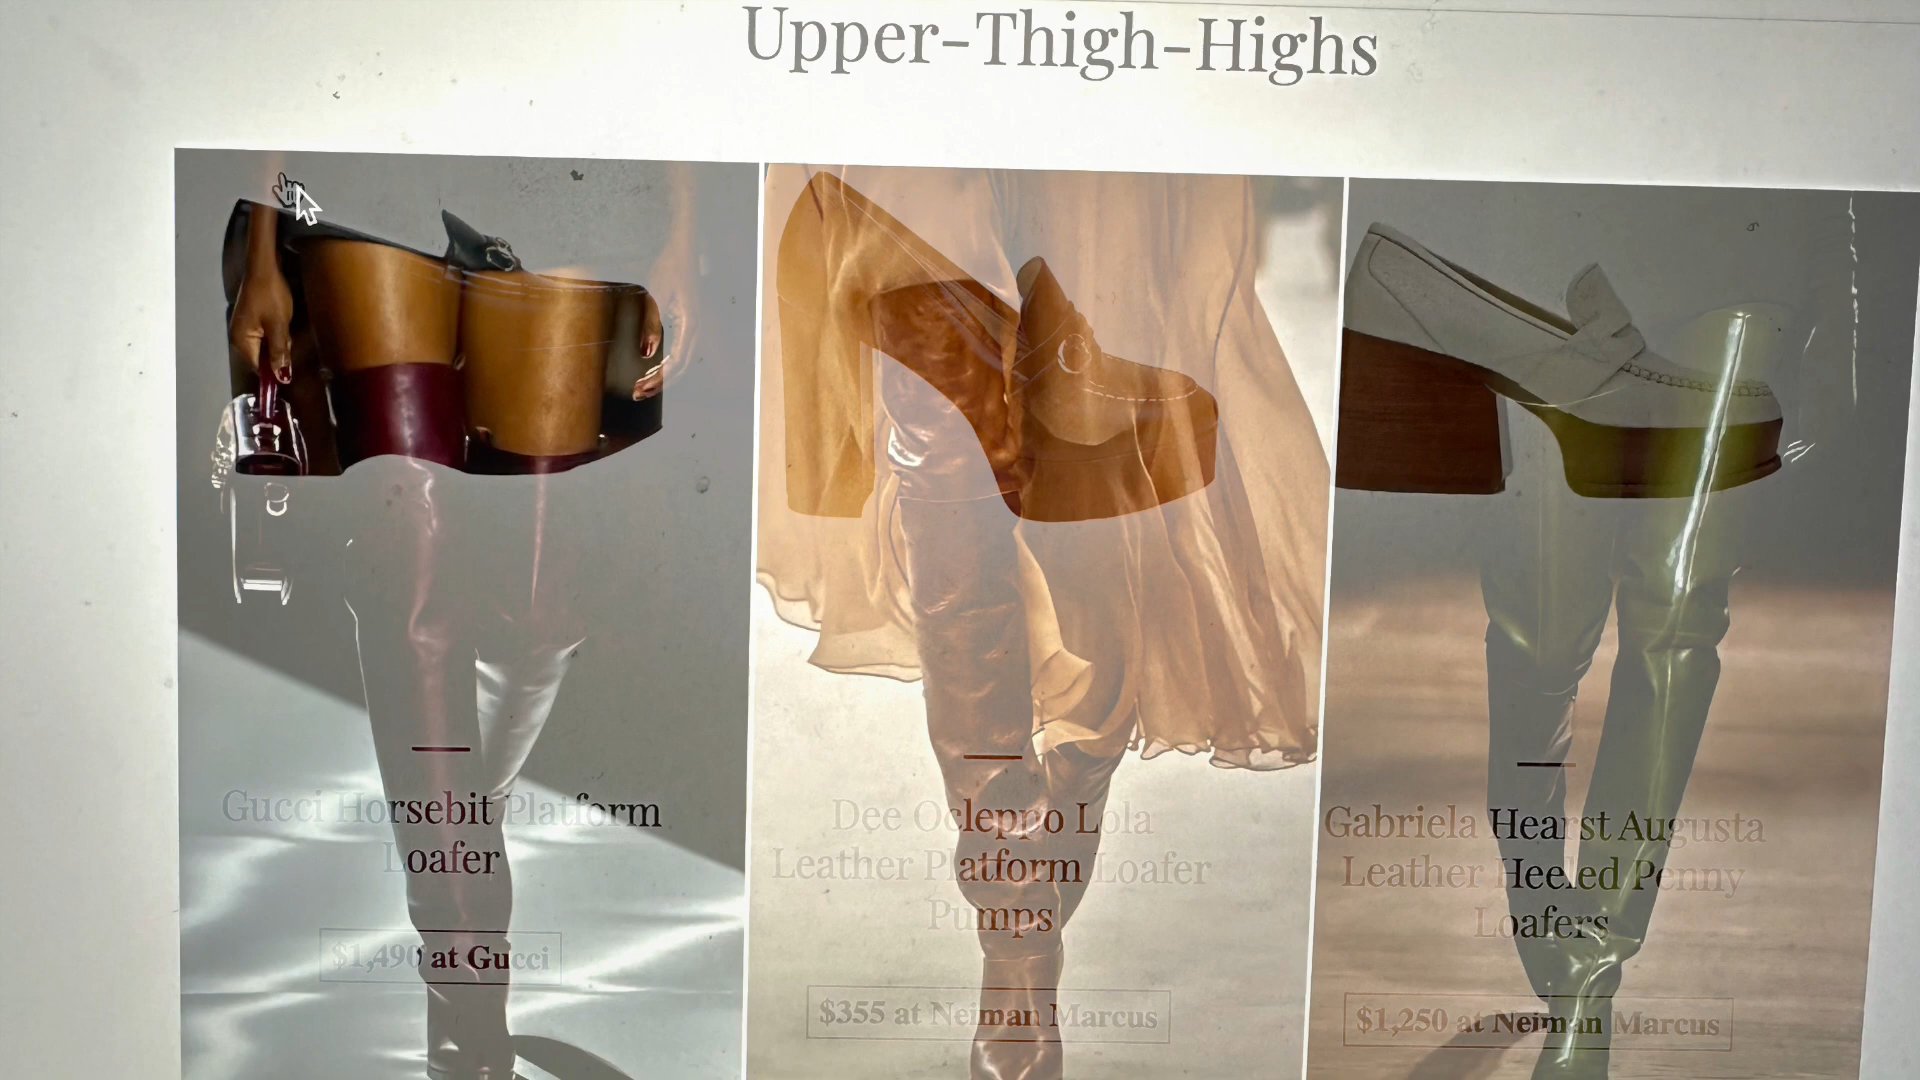 Upper-Thigh-Highs
Gucci Horsebit Platform
Loafer
$1,490 at Gucci
Dee Ocleppo Lola
Leather Platform Loafer
Pumps
$355 at Neiman Marcus
Gabriela Hearst Augusta
Leather Heeled Penny
Loafers
$1,250 at Neiman Marcus